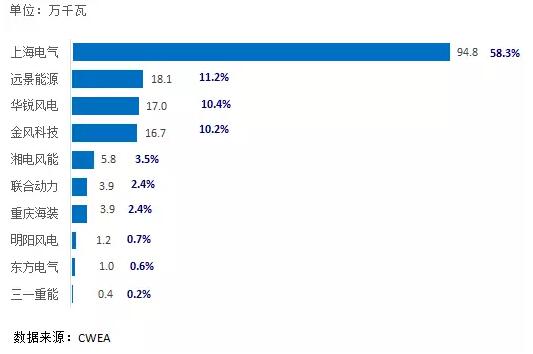 单位：万千瓦
上海电气 94.8 58.3%
远景能源 18.1 11.2%
华锐风电 17.0 10.4%
金风科技 16.7 10.2%
湘电风能 5.8 3.5%
联合动力 3.9 2.4%
重庆海装 3.9 2.4%
明阳风电 1.2 0.7%
东方电气 1.0 0.6%
三一重能 0.4 0.2%
数据来源：CWEA